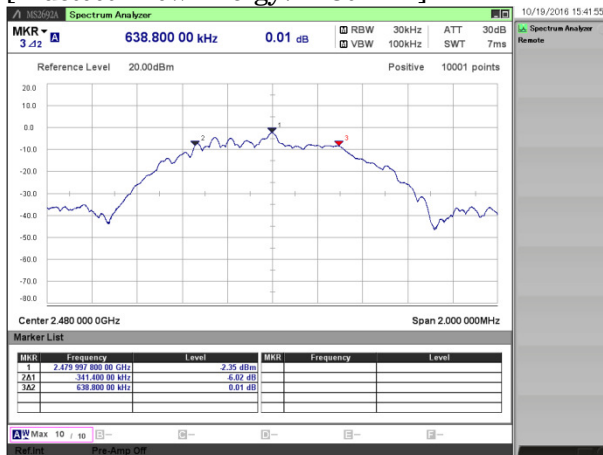 MS2692A Spectrum Analyzer
10/19/2016 15:41:55
MKR
3Δ2 A 638.800 00 kHz 0.01 dB
M RBW 30kHz ATT 30dB
M VBW 100kHz SWT 7ms
Spectrum Analyzer
Remote
Reference Level 20.00dBm Positive 10001 points
20.0
10.0
0.0
-10.0
-20.0
-30.0
-40.0
-50.0
-60.0
-70.0
-80.0
2
1
3
Center 2.480 000 0GHz Span 2.000 000MHz
Marker List
MKR Frequency Level MKR Frequency Level
1 2.479 997 800 00 GHz -2.35 dBm
2Δ1 -341.400 00 kHz -6.02 dB
3Δ2 638.800 00 kHz 0.01 dB
A W Max 10 / 10 B-- C-- D-- E-- F--
Ref.Int Pre-Amp Off